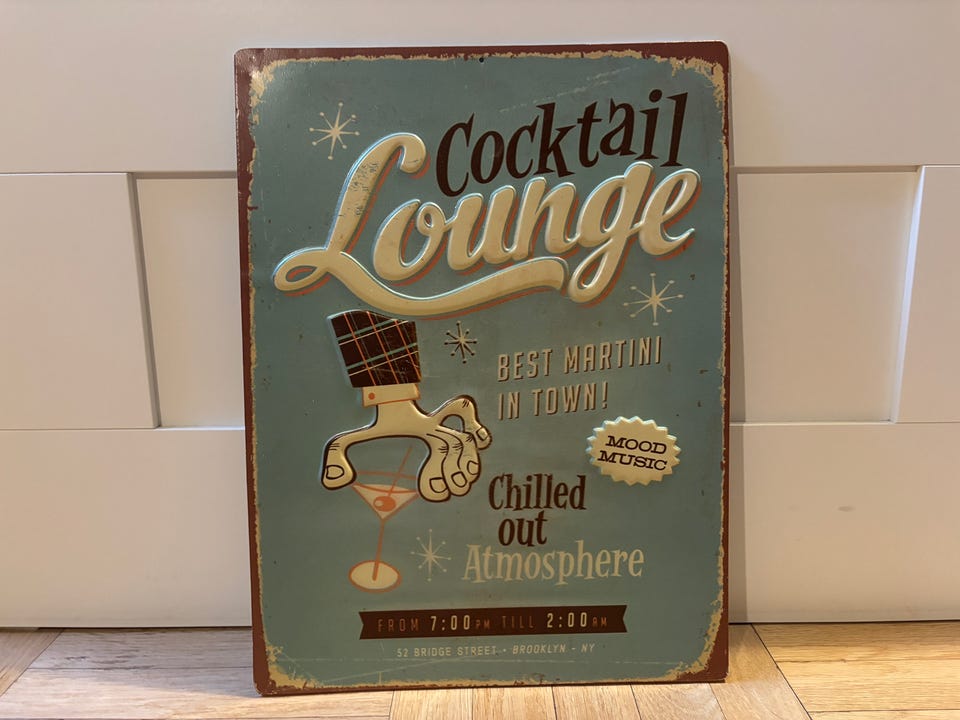 Cocktail
Lounge
BEST MARTINI
IN TOWN!
MOOD
MUSIC
Chilled
out
Atmosphere
FROM 7:00PM TILL 2:00AM
52 BRIDGE STREET • BROOKLYN - NY